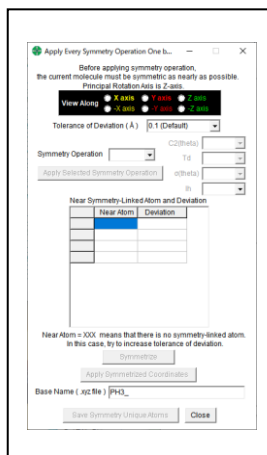 Apply Every Symmetry Operation One b...
Before applying symmetry operation,
the current molecule must be symmetric as nearly as possible.
Principal Rotation Axis is Z-axis.
View Along X axis Y axis Z axis
-X axis -Y axis -Z axis
Tolerance of Deviation ( Å ) 0.1 (Default)
C2(theta)
Symmetry Operation Td
Apply Selected Symmetry Operation σ(theta)
Ih
Near Symmetry-Linked Atom and Deviation
Near Atom Deviation
Near Atom = XXX means that there is no symmetry-linked atom.
In this case, try to increase tolerance of deviation.
Symmetrize
Apply Symmetrized Coordinates
Base Name ( .xyz file ) PH3_
Save Symmetry Unique Atoms Close